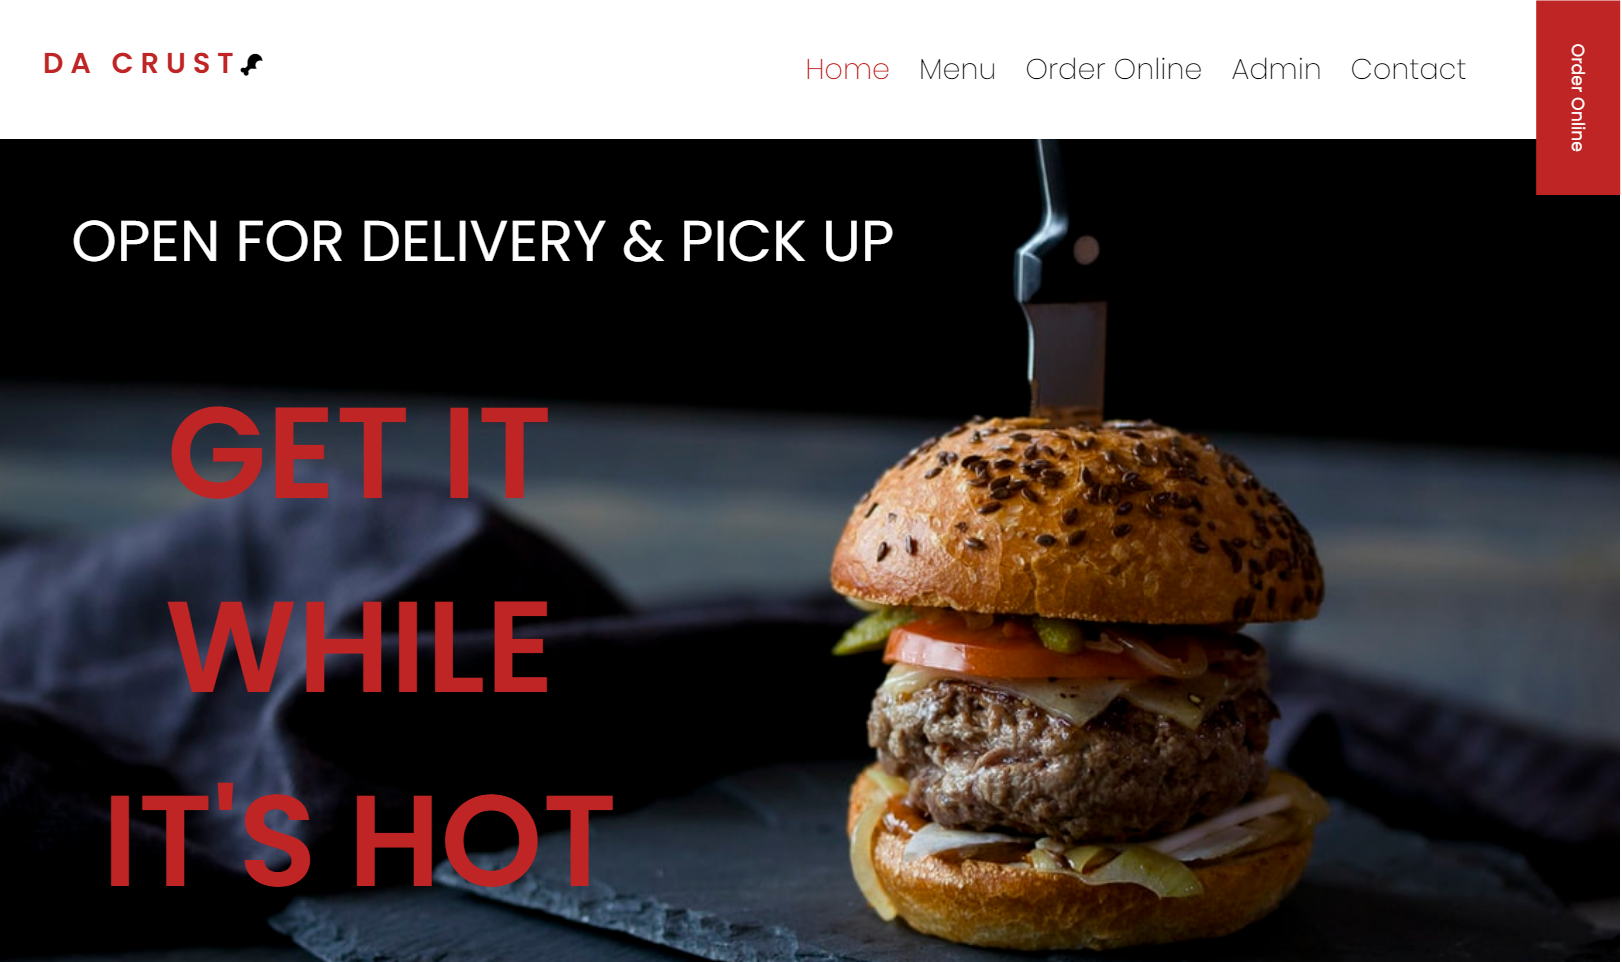 DA CRUST
Home Menu Order Online Admin Contact
Order Online
OPEN FOR DELIVERY & PICK UP
GET IT
WHILE
IT'S HOT